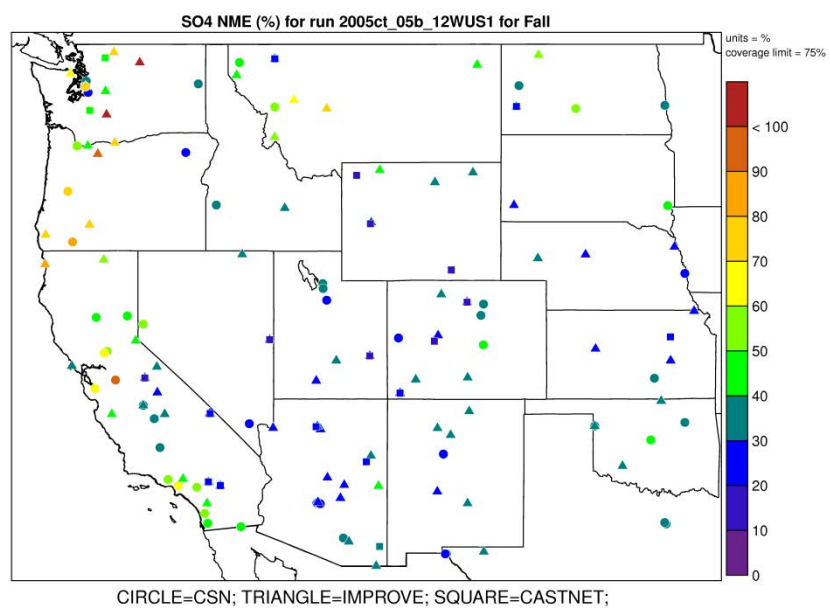 SO4 NME (%) for run 2005ct_05b_12WUS1 for Fall
units = %
coverage limit = 75%
< 100
90
80
70
60
50
40
30
20
10
0
CIRCLE=CSN; TRIANGLE=IMPROVE; SQUARE=CASTNET;